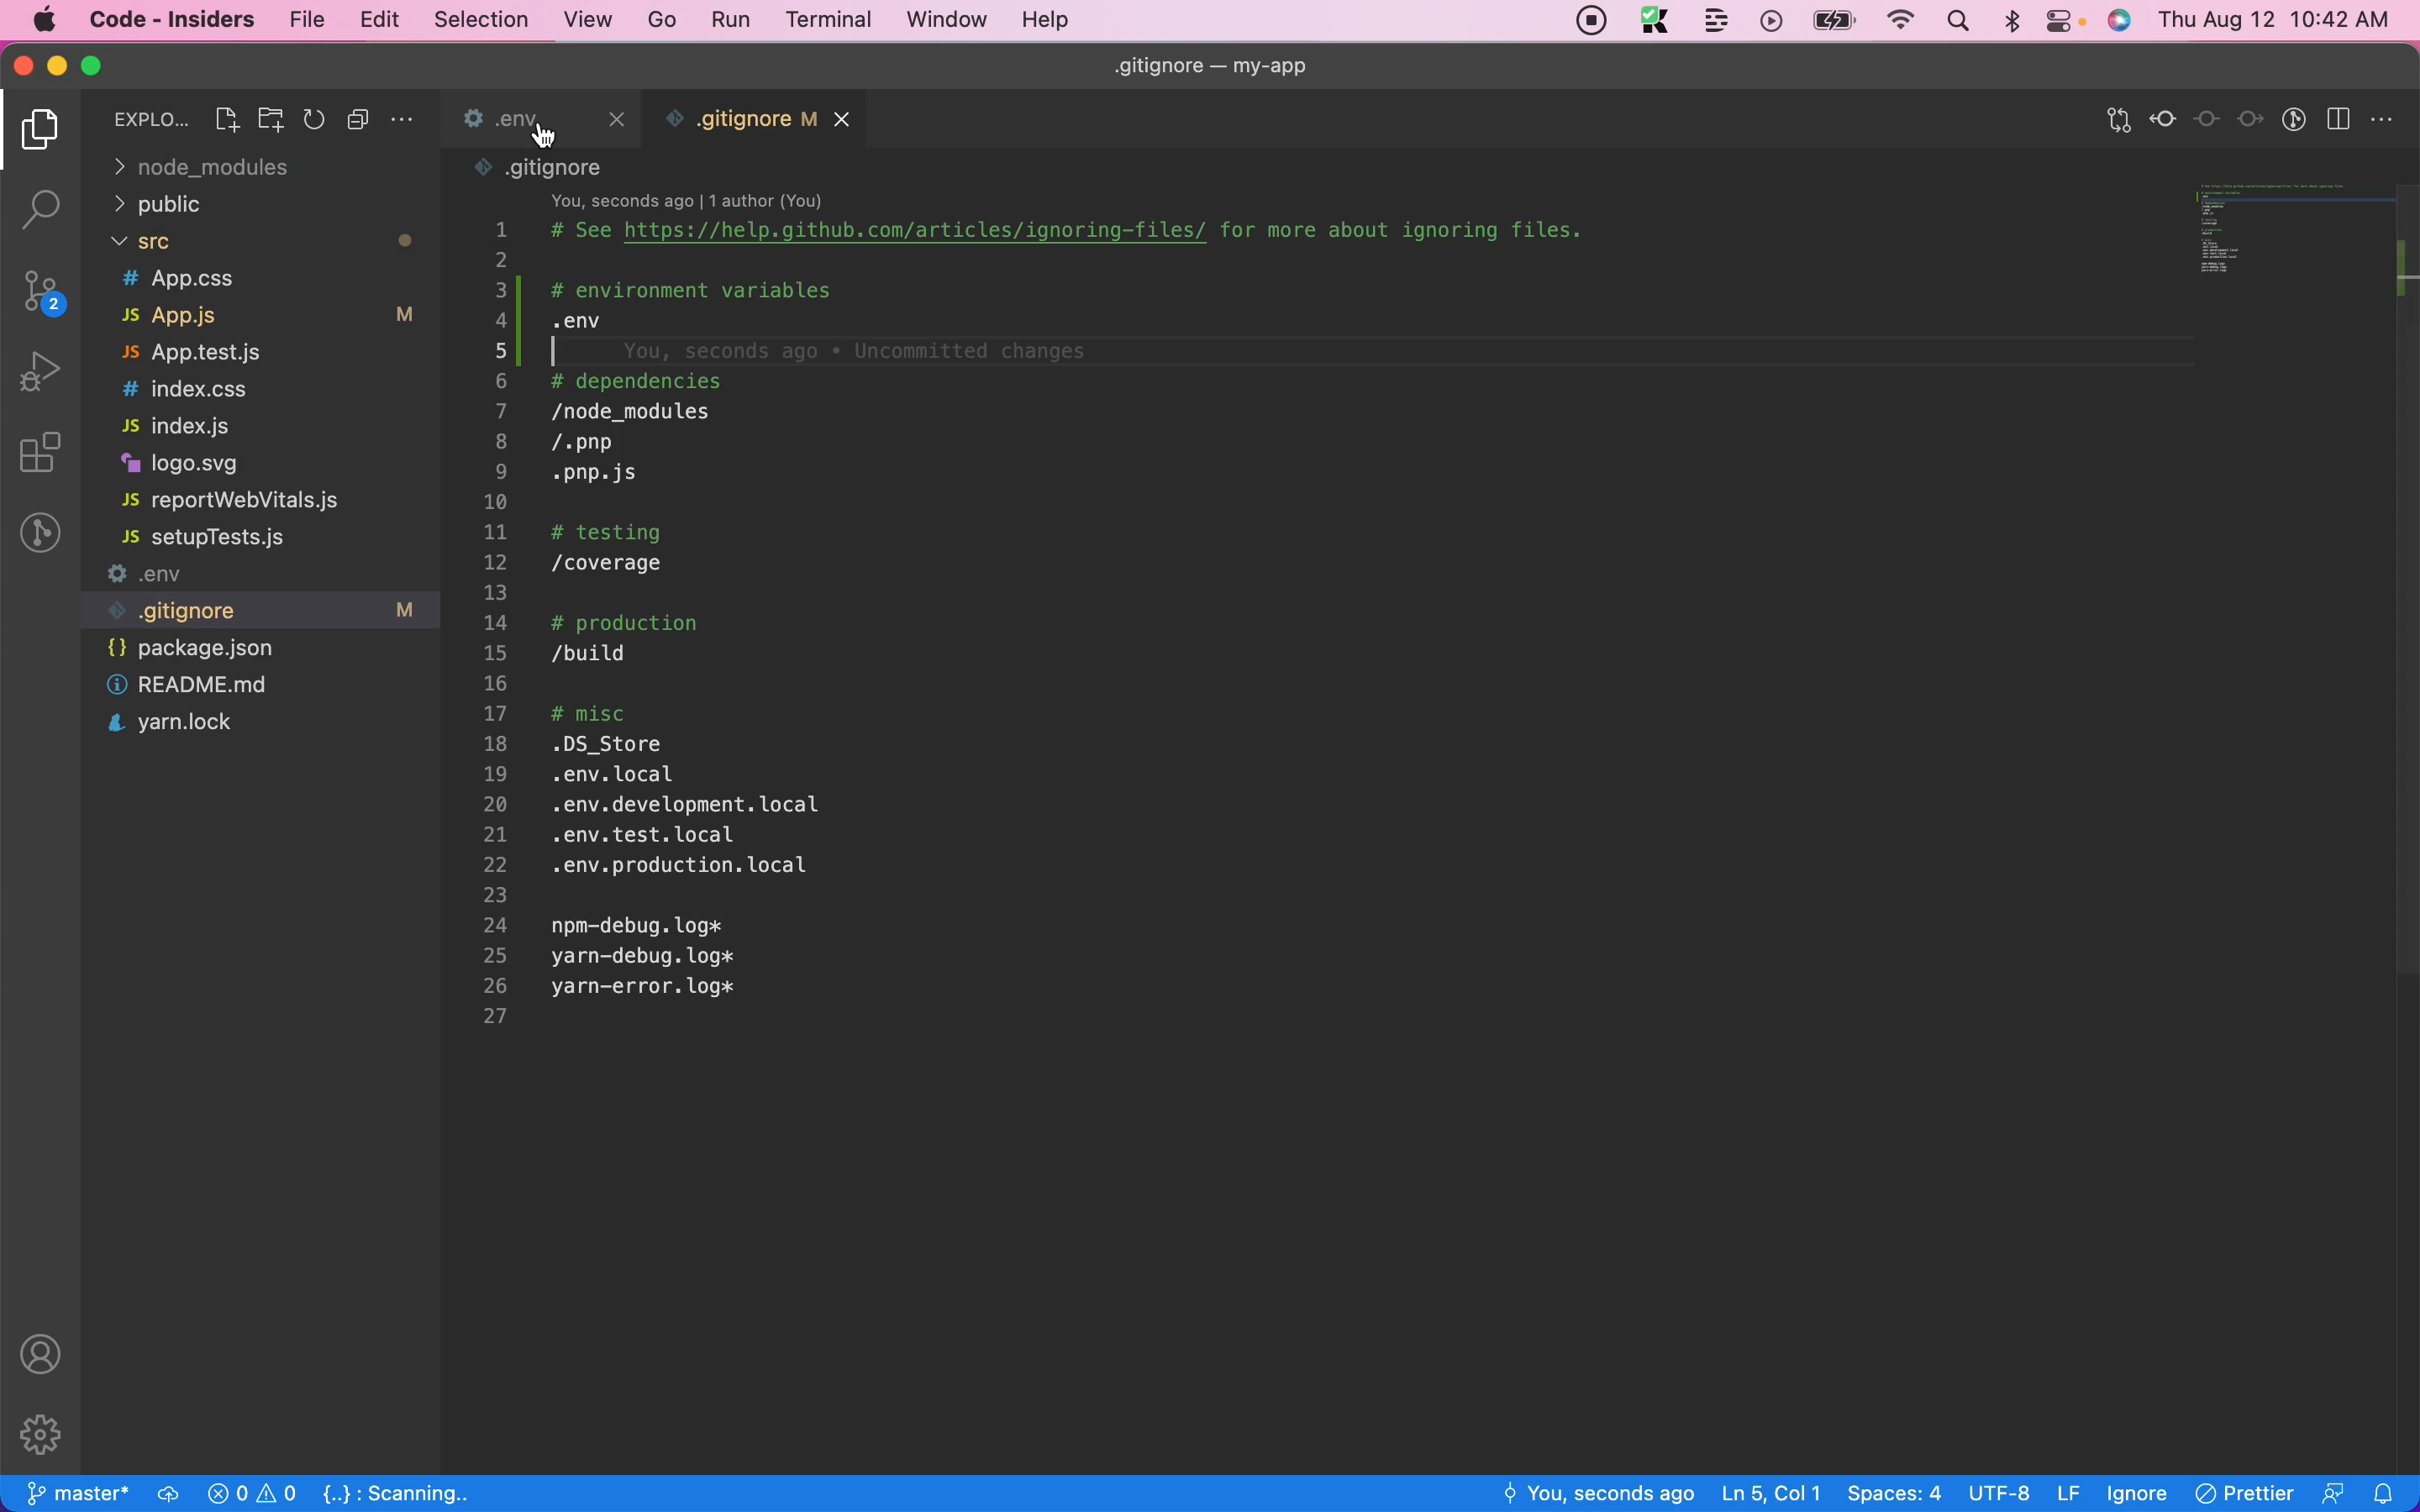 Code - Insiders File Edit Selection View Go Run Terminal Window Help Thu Aug 12 10:42 AM
.gitignore — my-app
EXPLO...
node_modules
public
src
# App.css
JS App.js M
JS App.test.js
# index.css
JS index.js
logo.svg
JS reportWebVitals.js
JS setupTests.js
.env
.gitignore M
{} package.json
README.md
yarn.lock
2
.env
.gitignore M
.gitignore
You, seconds ago | 1 author (You)
1 # See https://help.github.com/articles/ignoring-files/ for more about ignoring files.
2
3 # environment variables
4 .env
5 You, seconds ago • Uncommitted changes
6 # dependencies
7 /node_modules
8 /.pnp
9 .pnp.js
10
11 # testing
12 /coverage
13
14 # production
15 /build
16
17 # misc
18 .DS_Store
19 .env.local
20 .env.development.local
21 .env.test.local
22 .env.production.local
23
24 npm-debug.log*
25 yarn-debug.log*
26 yarn-error.log*
27
master* 0 0 {..} : Scanning.. You, seconds ago Ln 5, Col 1 Spaces: 4 UTF-8 LF Ignore Prettier